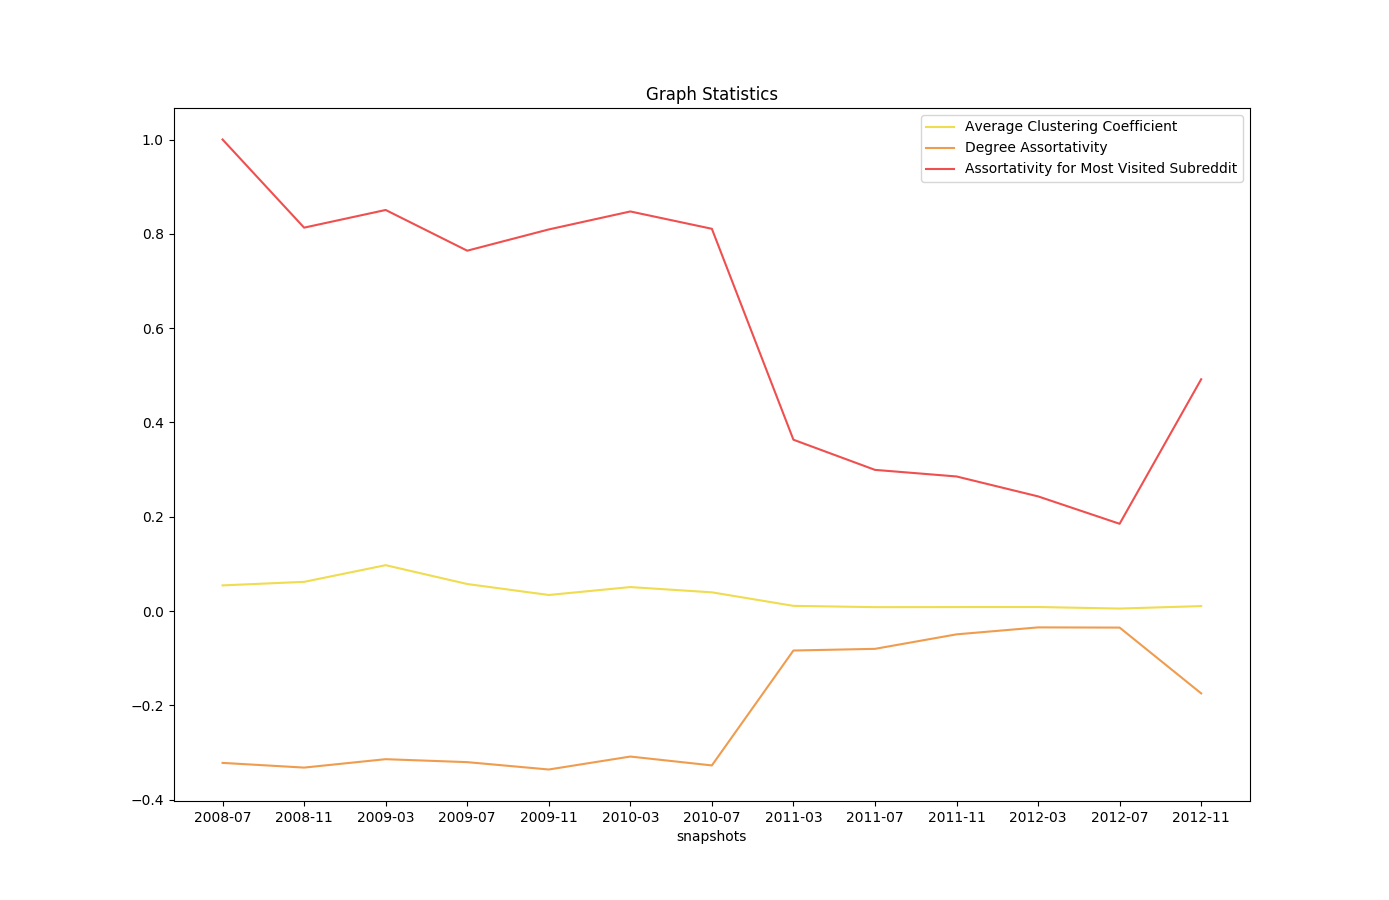 Graph Statistics
Average Clustering Coefficient
Degree Assortativity
Assortativity for Most Visited Subreddit
1.0
0.8
0.6
0.4
0.2
0.0
−0.2
−0.4
2008-07 2008-11 2009-03 2009-07 2009-11 2010-03 2010-07 2011-03 2011-07 2011-11 2012-03 2012-07 2012-11
snapshots